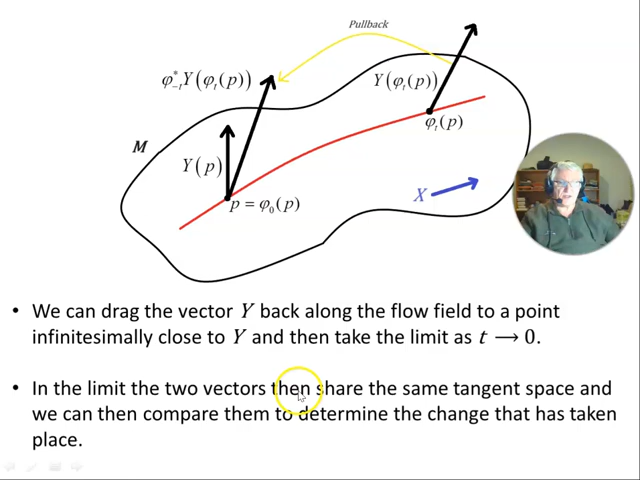 Pullback
φ*₋ₜY(φₜ(p))
Y(φₜ(p))
φₜ(p)
M
Y(p)
X
p = φ₀(p)
• We can drag the vector Y back along the flow field to a point
infinitesimally close to Y and then take the limit as t → 0.
• In the limit the two vectors then share the same tangent space and
we can then compare them to determine the change that has taken
place.